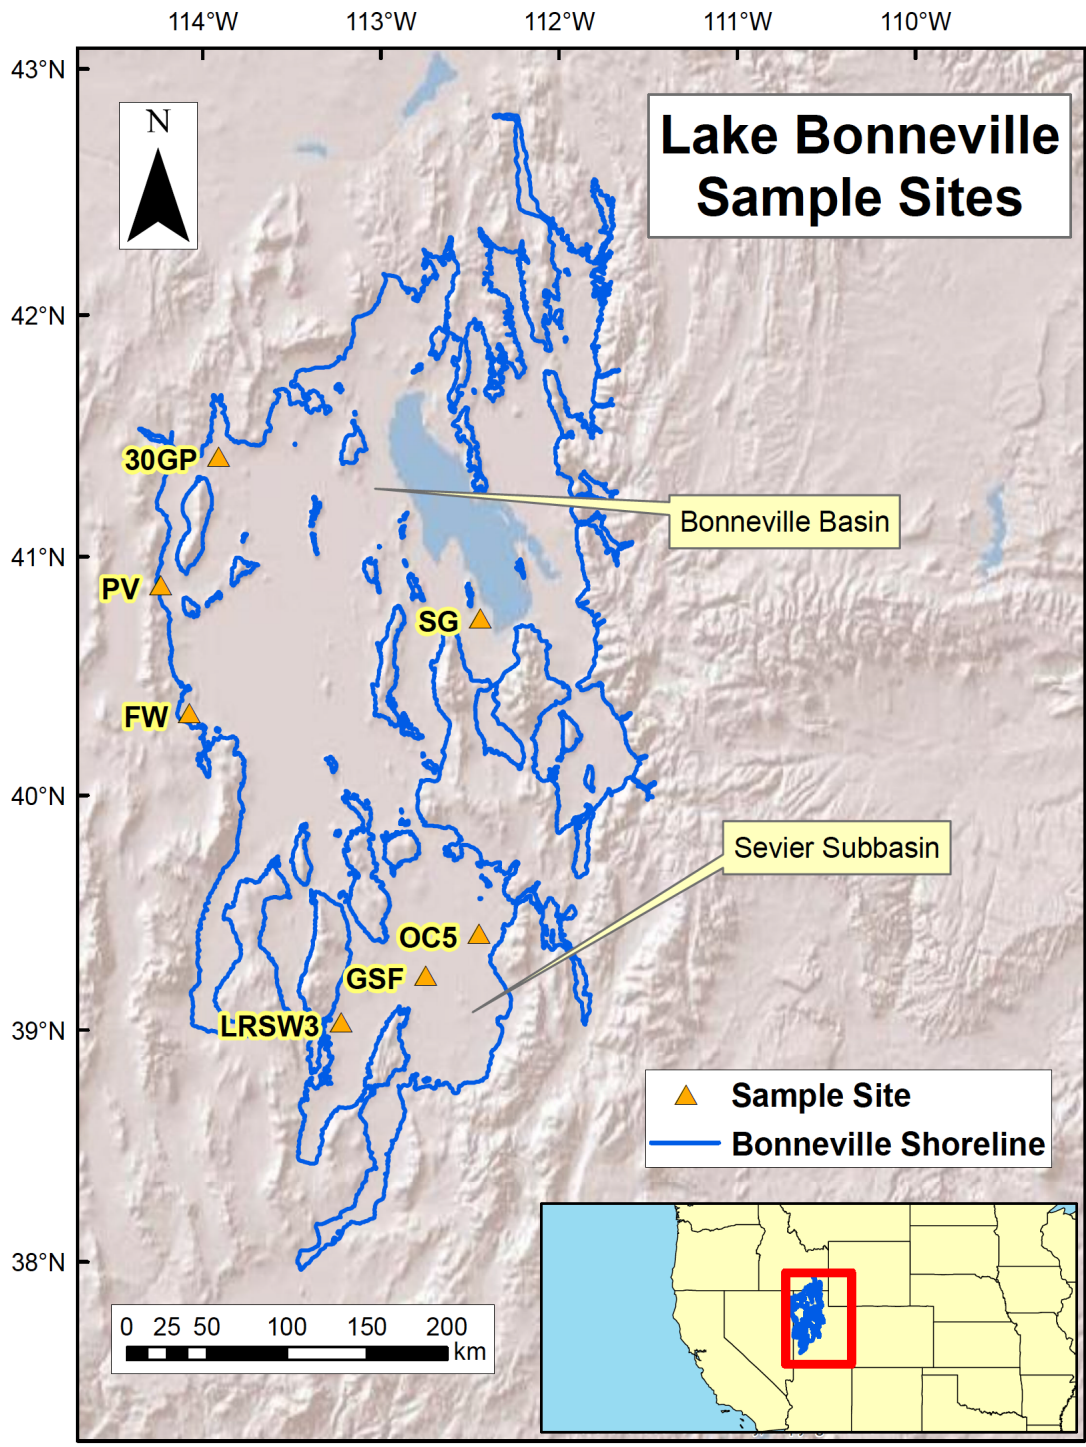 114°W 113°W 112°W 111°W 110°W
43°N
N
Lake Bonneville
Sample Sites
42°N
30GP
Bonneville Basin
41°N
PV
SG
FW
40°N
Sevier Subbasin
OC5
GSF
LRSW3
39°N
Sample Site
Bonneville Shoreline
38°N
0 25 50 100 150 200
km